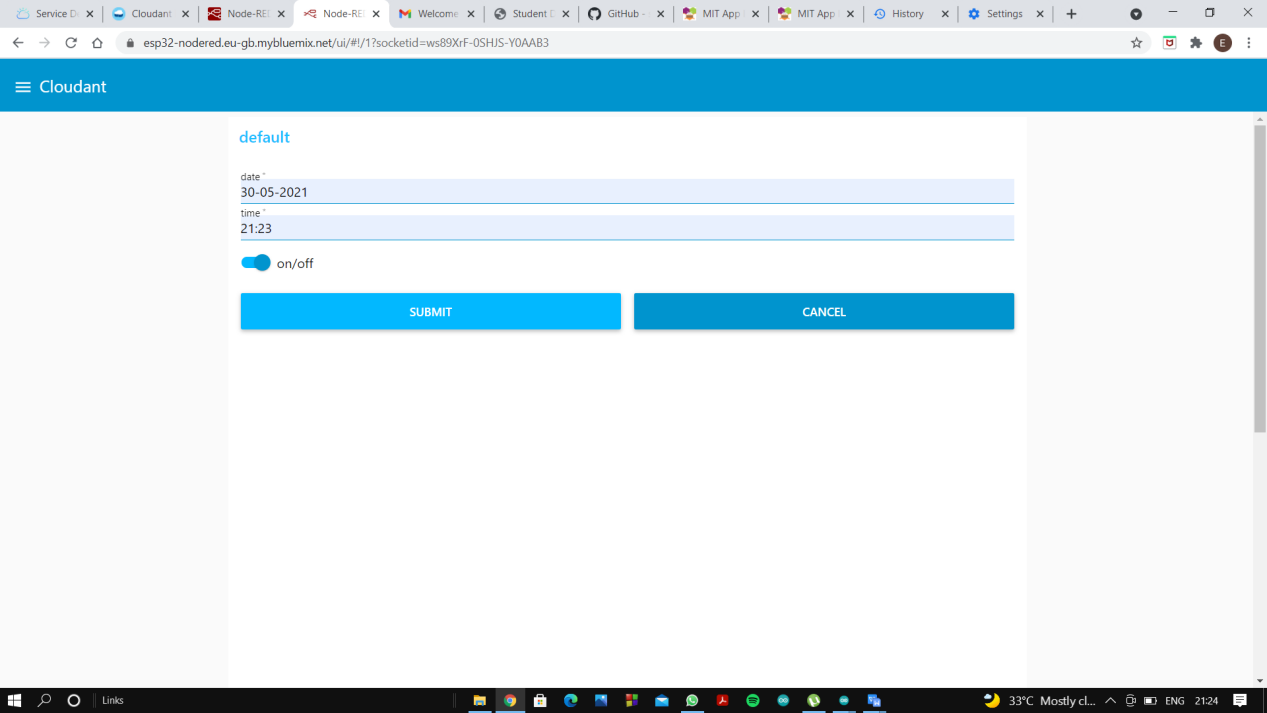 Service D
Cloudant
Node-RE
Node-RE
Welcome
Student
GitHub -
MIT App
MIT App
History
Settings
esp32-nodered.eu-gb.mybluemix.net/ui/#!/1?socketid=ws89XrF-0SHJS-Y0AAB3
E
Cloudant
default
date *
30-05-2021
time *
21:23
on/off
SUBMIT
CANCEL
Links
33°C Mostly cl...
ENG
21:24